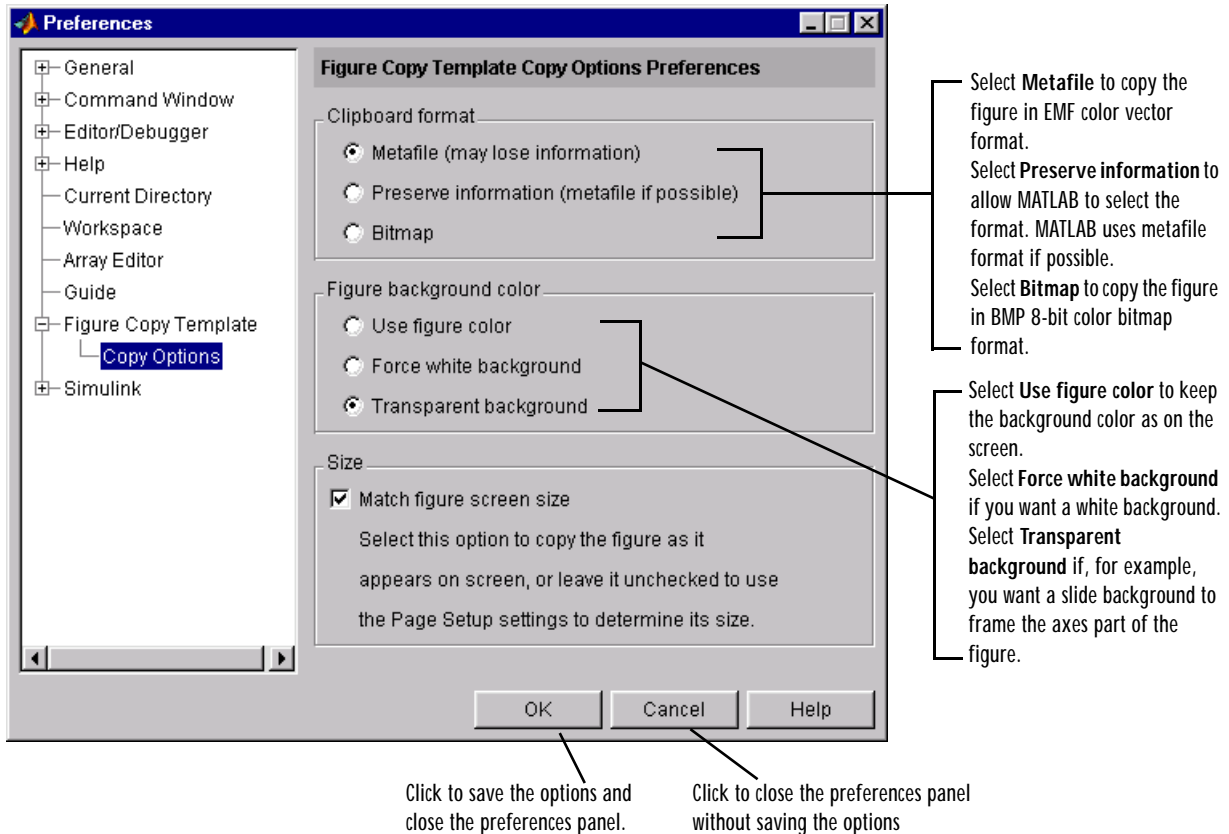 Preferences
General
Command Window
Editor/Debugger
Help
Current Directory
Workspace
Array Editor
Guide
Figure Copy Template
Copy Options
Simulink
Figure Copy Template Copy Options Preferences
Clipboard format
Metafile (may lose information)
Preserve information (metafile if possible)
Bitmap
Figure background color
Use figure color
Force white background
Transparent background
Size
Match figure screen size
Select this option to copy the figure as it
appears on screen, or leave it unchecked to use
the Page Setup settings to determine its size.
OK
Cancel
Help
Select Metafile to copy the
figure in EMF color vector
format.
Select Preserve information to
allow MATLAB to select the
format. MATLAB uses metafile
format if possible.
Select Bitmap to copy the figure
in BMP 8-bit color bitmap
format.
Select Use figure color to keep
the background color as on the
screen.
Select Force white background
if you want a white background.
Select Transparent
background if, for example,
you want a slide background to
frame the axes part of the
figure.
Click to save the options and
close the preferences panel.
Click to close the preferences panel
without saving the options